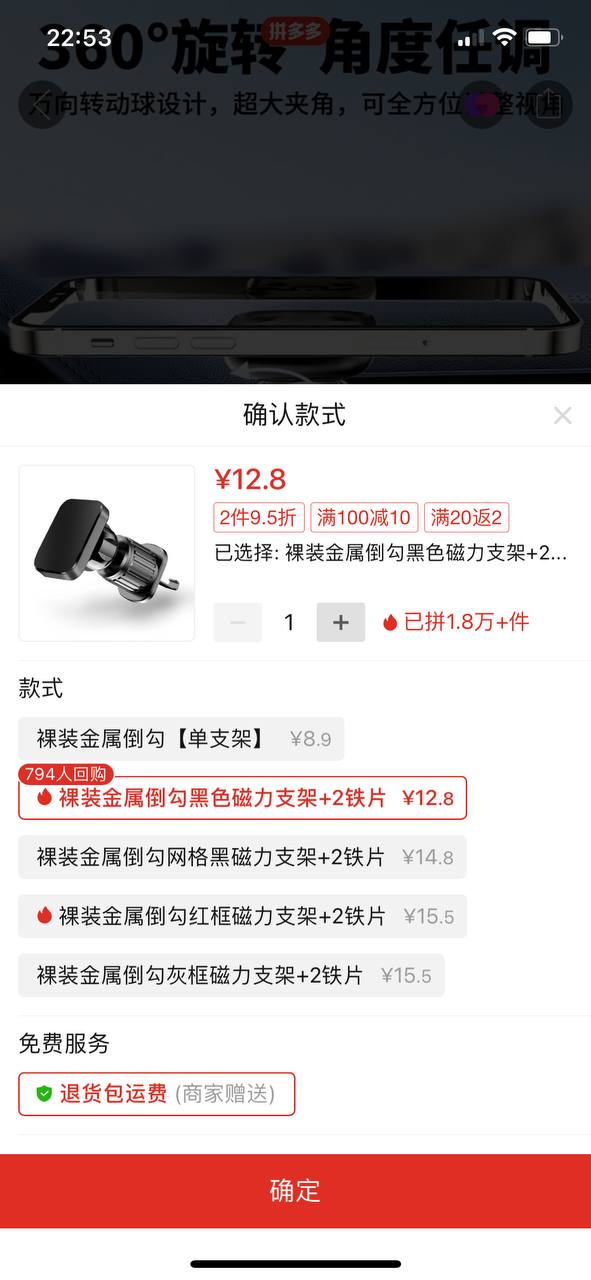 22:53
拼多多
360°旋转 角度任调
万向转动球设计，超大夹角，可全方位调整视角
确认款式
¥12.8
2件9.5折 满100减10 满20返2
已选择: 裸装金属倒勾黑色磁力支架+2...
1
已拼1.8万+件
款式
裸装金属倒勾【单支架】 ¥8.9
794人回购
裸装金属倒勾黑色磁力支架+2铁片 ¥12.8
裸装金属倒勾网格黑磁力支架+2铁片 ¥14.8
裸装金属倒勾红框磁力支架+2铁片 ¥15.5
裸装金属倒勾灰框磁力支架+2铁片 ¥15.5
免费服务
退货包运费 (商家赠送)
确定